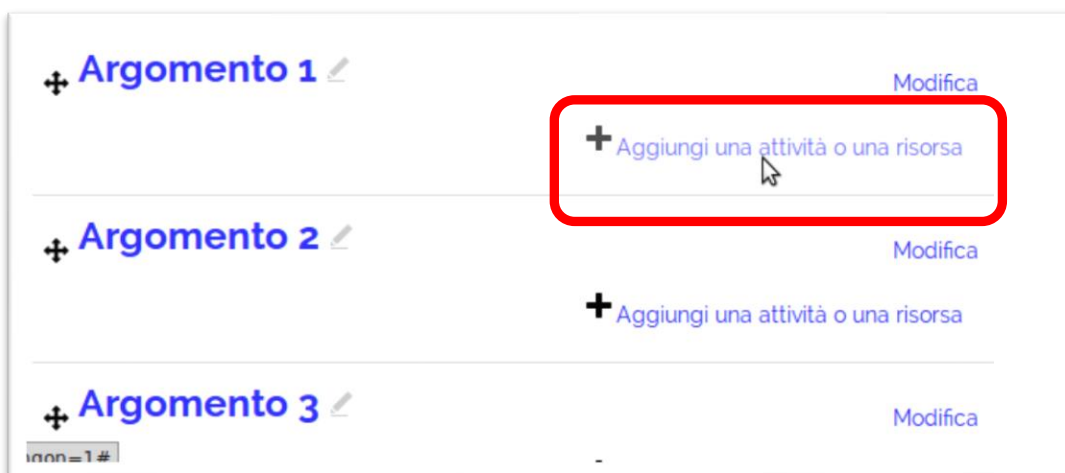 Argomento 1
Modifica
Aggiungi una attività o una risorsa
Argomento 2
Modifica
Aggiungi una attività o una risorsa
Argomento 3
Modifica